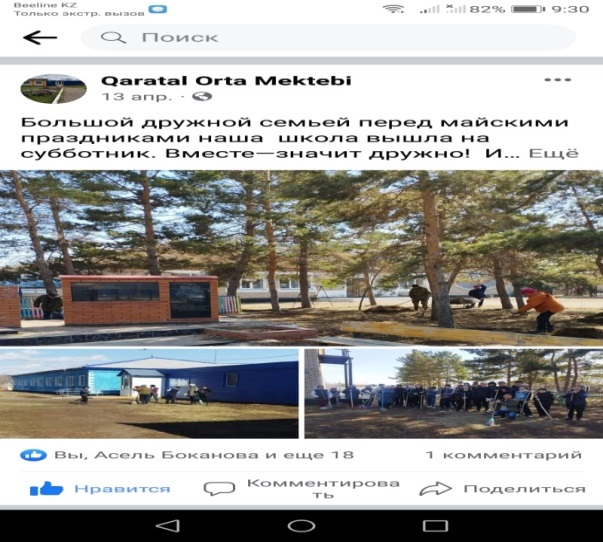 Beeline KZ
Только экстр. вызов
82%
9:30
Поиск
Qaratal Orta Mektebi
13 апр. ·
Большой дружной семьей перед майскими
праздниками наша школа вышла на
субботник. Вместе—значит дружно! И... Ещё
Вы, Асель Боканова и еще 18
1 комментарий
Нравится
Комментирова
ть
Поделиться